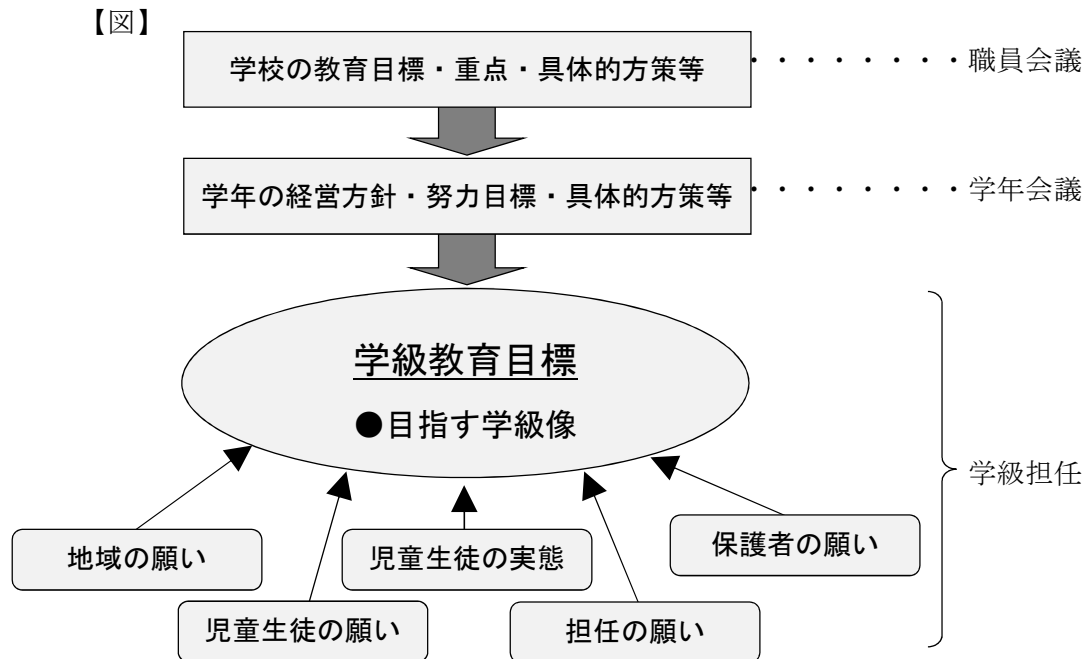 【図】
学校の教育目標・重点・具体的方策等
・・・・・・・・職員会議
学年の経営方針・努力目標・具体的方策等
・・・・・・・・学年会議
学級教育目標
●目指す学級像
学級担任
地域の願い
児童生徒の実態
保護者の願い
児童生徒の願い
担任の願い